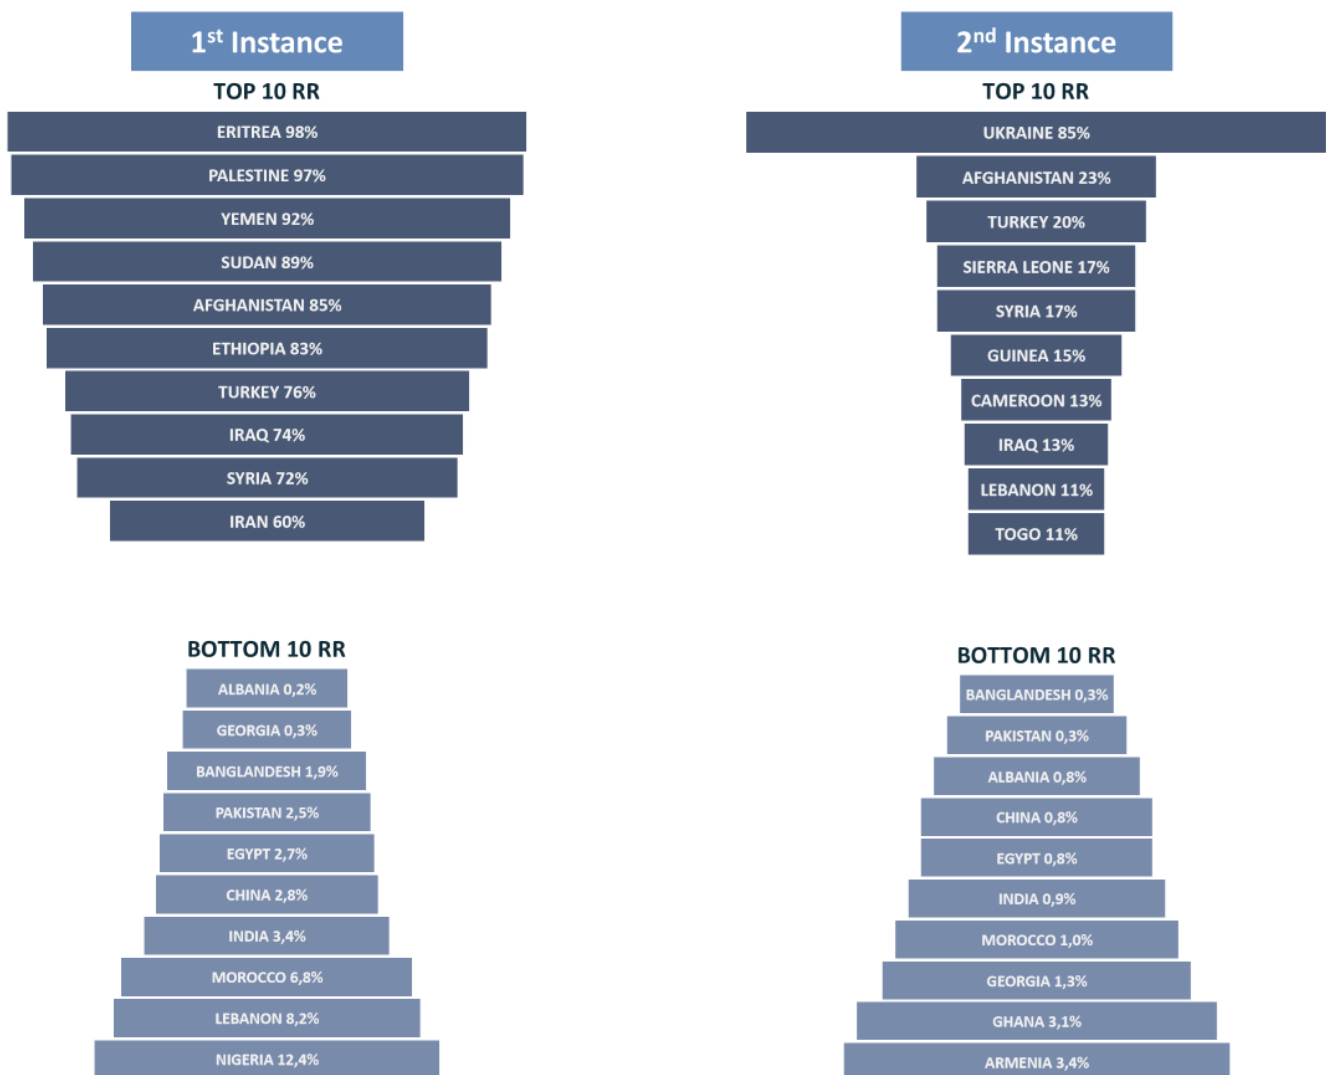 1st Instance
TOP 10 RR
ERITREA 98%
PALESTINE 97%
YEMEN 92%
SUDAN 89%
AFGHANISTAN 85%
ETHIOPIA 83%
TURKEY 76%
IRAQ 74%
SYRIA 72%
IRAN 60%
BOTTOM 10 RR
ALBANIA 0,2%
GEORGIA 0,3%
BANGLANDESH 1,9%
PAKISTAN 2,5%
EGYPT 2,7%
CHINA 2,8%
INDIA 3,4%
MOROCCO 6,8%
LEBANON 8,2%
NIGERIA 12,4%
2nd Instance
TOP 10 RR
UKRAINE 85%
AFGHANISTAN 23%
TURKEY 20%
SIERRA LEONE 17%
SYRIA 17%
GUINEA 15%
CAMEROON 13%
IRAQ 13%
LEBANON 11%
TOGO 11%
BOTTOM 10 RR
BANGLANDESH 0,3%
PAKISTAN 0,3%
ALBANIA 0,8%
CHINA 0,8%
EGYPT 0,8%
INDIA 0,9%
MOROCCO 1,0%
GEORGIA 1,3%
GHANA 3,1%
ARMENIA 3,4%